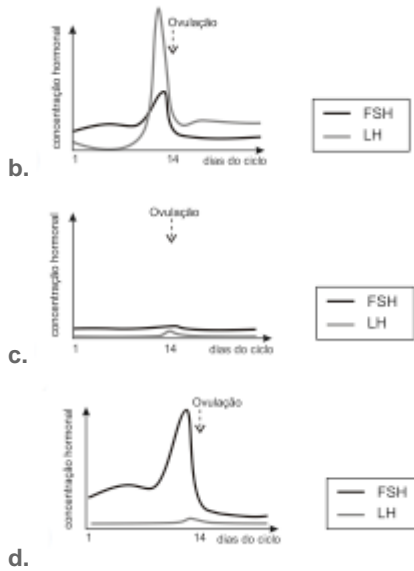 Ovulação
concentração hormonal
FSH
LH
1
14
dias do ciclo
b.
Ovulação
concentração hormonal
FSH
LH
1
14
dias do ciclo
c.
Ovulação
concentração hormonal
FSH
LH
1
14
dias do ciclo
d.